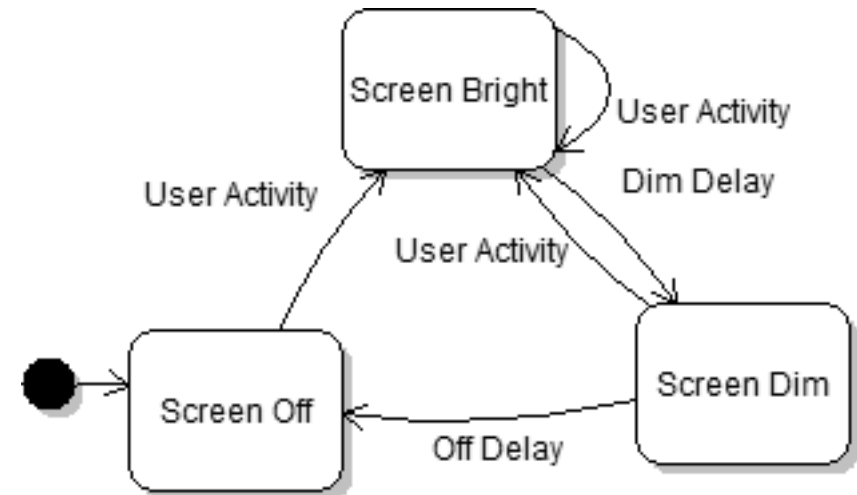 Screen Bright
User Activity
Dim Delay
User Activity
User Activity
Screen Dim
Screen Off
Off Delay